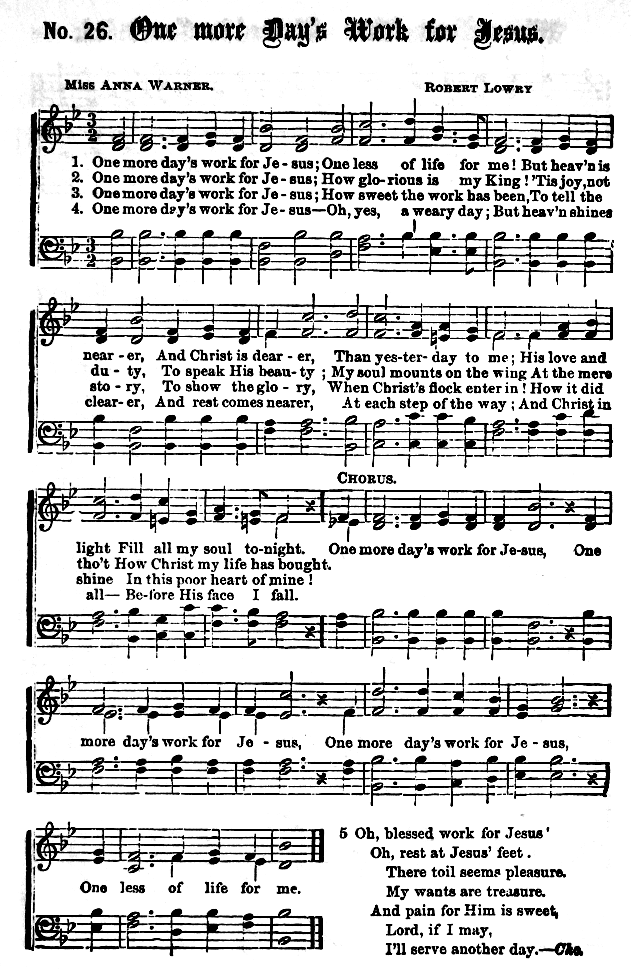 No. 26. One more Day's Work for Jesus.
Miss Anna Warner. Robert Lowry
1. One more day's work for Je - sus; One less of life for me! But heav'n is
2. One more day's work for Je - sus; How glo-rious is my King! 'Tis joy, not
3. One more day's work for Je - sus; How sweet the work has been, To tell the
4. One more day's work for Je - sus—Oh, yes, a weary day; But heav'n shines
near - er, And Christ is dear - er, Than yes-ter- day to me; His love and
du - ty, To speak His beau - ty; My soul mounts on the wing At the mere
sto - ry, To show the glo - ry, When Christ's flock enter in! How it did
clear- er, And rest comes nearer, At each step of the way; And Christ in
Chorus.
light Fill all my soul to-night. One more day's work for Je-sus, One
tho't How Christ my life has bought.
shine In this poor heart of mine!
all— Be-fore His face I fall.
more day's work for Je - sus, One more day's work for Je - sus,
One less of life for me.
5 Oh, blessed work for Jesus'
Oh, rest at Jesus' feet.
There toil seems pleasure.
My wants are treasure.
And pain for Him is sweet,
Lord, if I may,
I'll serve another day.—Cho.